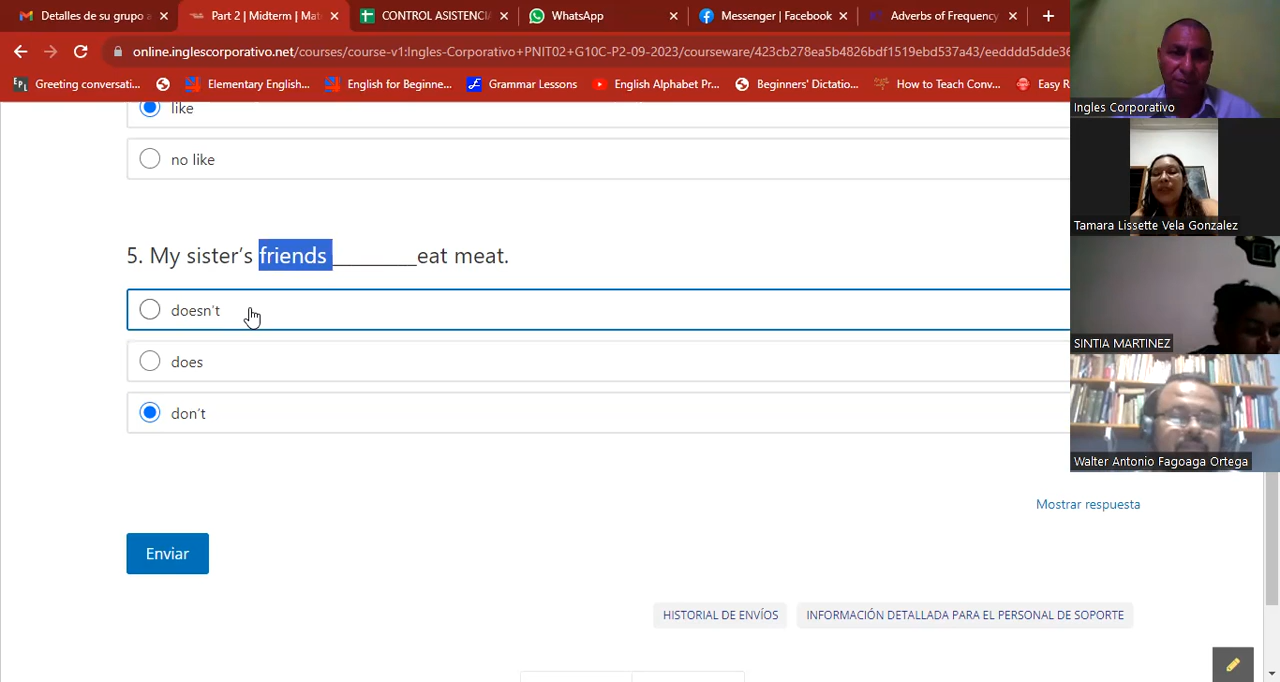 Detalles de su grupo a
Part 2 | Midterm | Mat
CONTROL ASISTENCI
WhatsApp
Messenger | Facebook
Adverbs of Frequency
online.inglescorporativo.net/courses/course-v1:Ingles-Corporativo+PNIT02+G10C-P2-09-2023/courseware/423cb278ea5b4826bdf1519ebd537a43/eedddd5dde36
Greeting conversati...
Elementary English...
English for Beginne...
Grammar Lessons
English Alphabet Pr...
Beginners' Dictatio...
How to Teach Conv...
Easy R
Ingles Corporativo
like
no like
Tamara Lissette Vela Gonzalez
5. My sister’s friends ________eat meat.
doesn’t
SINTIA MARTINEZ
does
don’t
Walter Antonio Fagoaga Ortega
Mostrar respuesta
Enviar
HISTORIAL DE ENVÍOS
INFORMACIÓN DETALLADA PARA EL PERSONAL DE SOPORTE